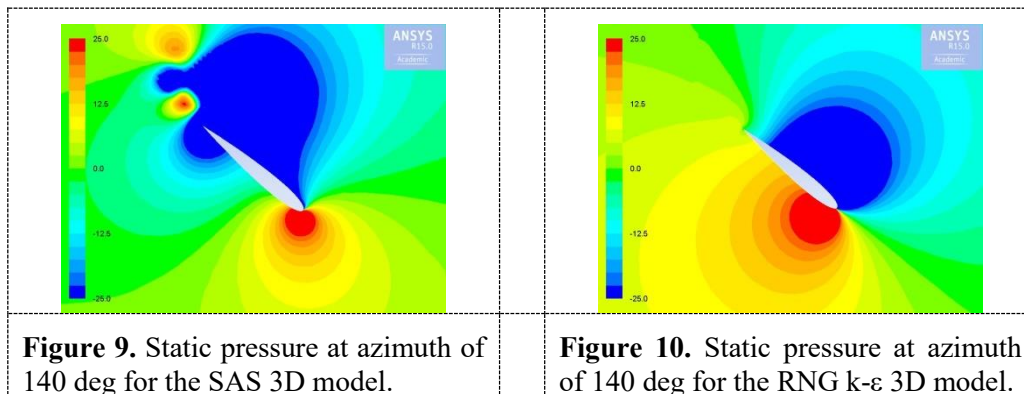 25.0
12.5
0.0
-12.5
-25.0
ANSYS
R15.0
Academic
25.0
12.5
0.0
-12.5
-25.0
ANSYS
R15.0
Academic
Figure 9. Static pressure at azimuth of
140 deg for the SAS 3D model.
Figure 10. Static pressure at azimuth
of 140 deg for the RNG k-ε 3D model.